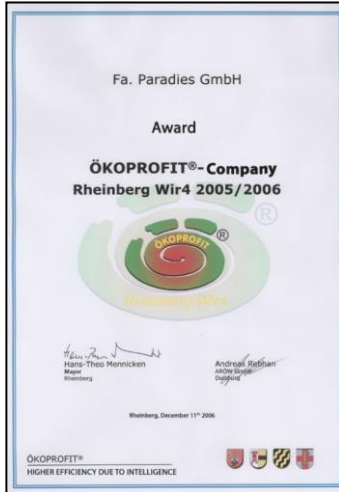 Fa. Paradies GmbH
Award
ÖKOPROFIT®-Company
Rheinberg Wir4 2005/2006
®
ÖKOPROFIT ®
Rheinberg-Wir4
Hans-Theo Mennicken
Mayor
Rheinberg
Andreas Rebhan
ARÖW GmbH
Duisburg
Rheinberg, December 11th 2006
ÖKOPROFIT®
HIGHER EFFICIENCY DUE TO INTELLIGENCE